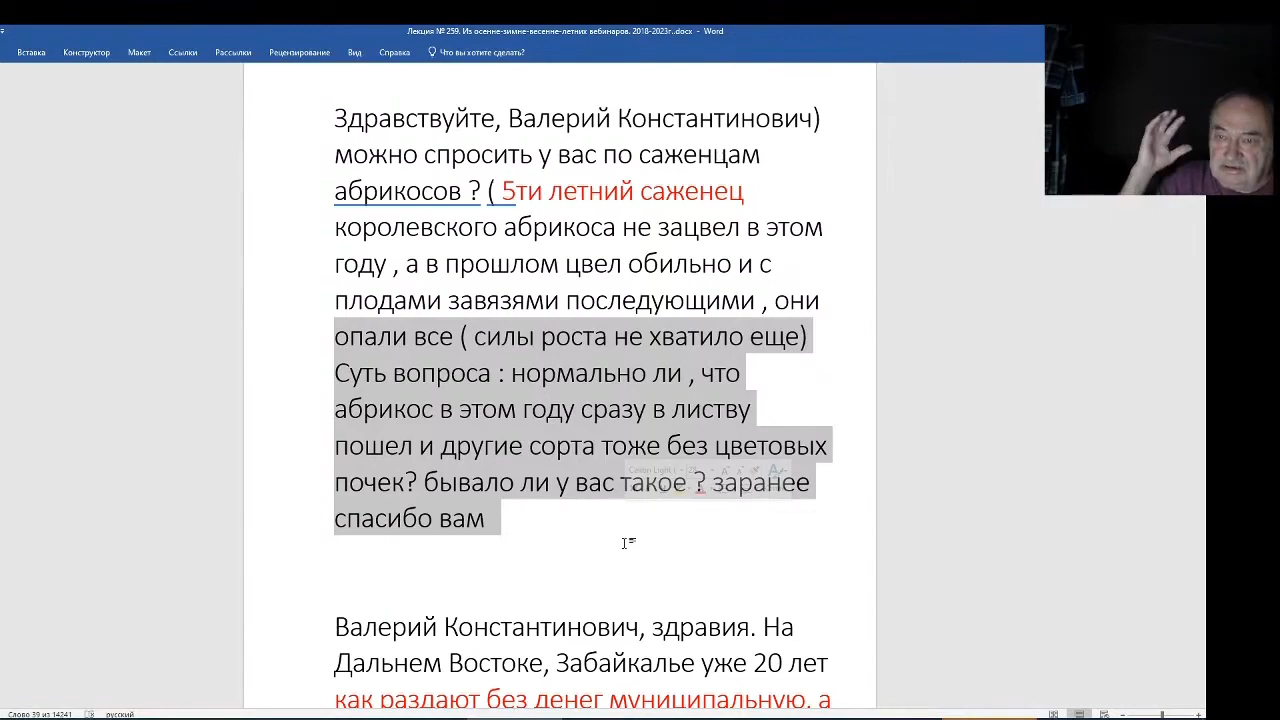 Лекция № 259. Из осенне-зимне-весенне-летних вебинаров. 2018-2023г..docx - Word
Вставка Конструктор Макет Ссылки Рассылки Рецензирование Вид Справка Что вы хотите сделать?
Здравствуйте, Валерий Константинович)
можно спросить у вас по саженцам
абрикосов ? ( 5ти летний саженец
королевского абрикоса не зацвел в этом
году , а в прошлом цвел обильно и с
плодами завязями последующими , они
опали все ( силы роста не хватило еще)
Суть вопроса : нормально ли , что
абрикос в этом году сразу в листву
пошел и другие сорта тоже без цветовых
почек? бывало ли у вас такое ? заранее
спасибо вам
Валерий Константинович, здравия. На
Дальнем Востоке, Забайкалье уже 20 лет
как раздают без денег муниципальную, а
Слово 39 из 14241 русский